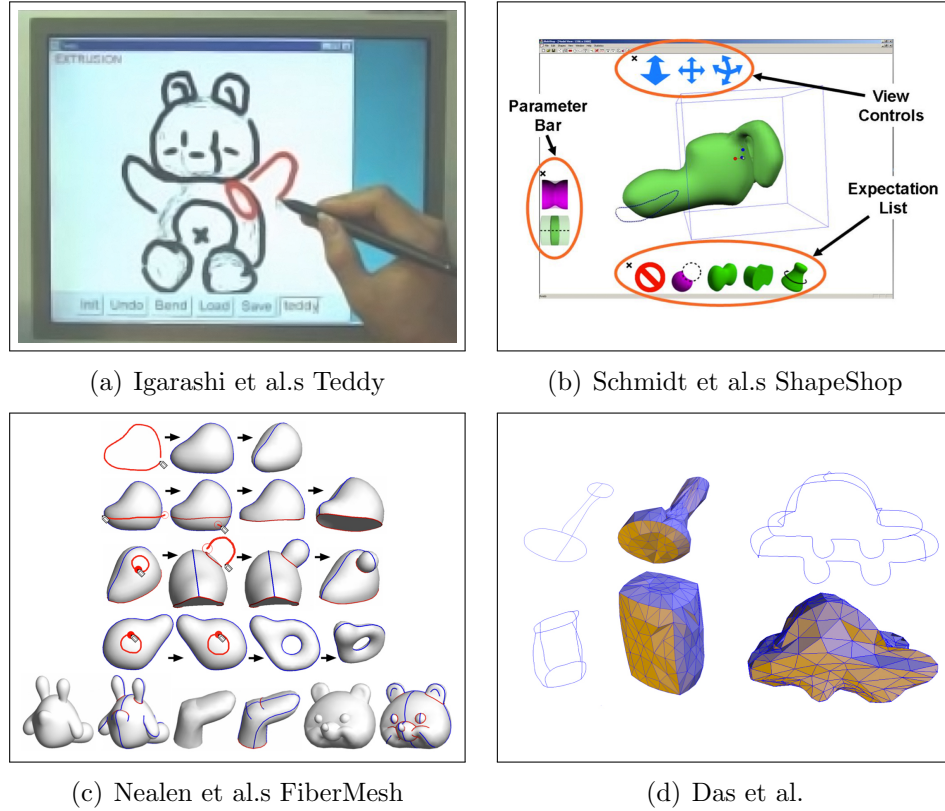 EXTRUSION
Init Undo Bend Load Save teddy
(a) Igarashi et al.s Teddy
Parameter
Bar
View
Controls
Expectation
List
(b) Schmidt et al.s ShapeShop
(c) Nealen et al.s FiberMesh
(d) Das et al.